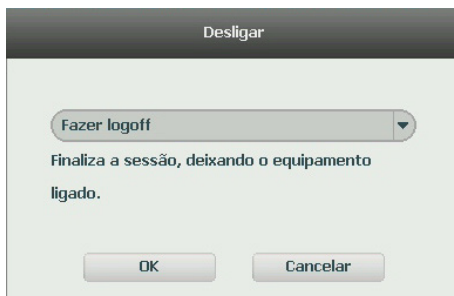 Desligar
Fazer logoff
Finaliza a sessão, deixando o equipamento
ligado.
OK Cancelar